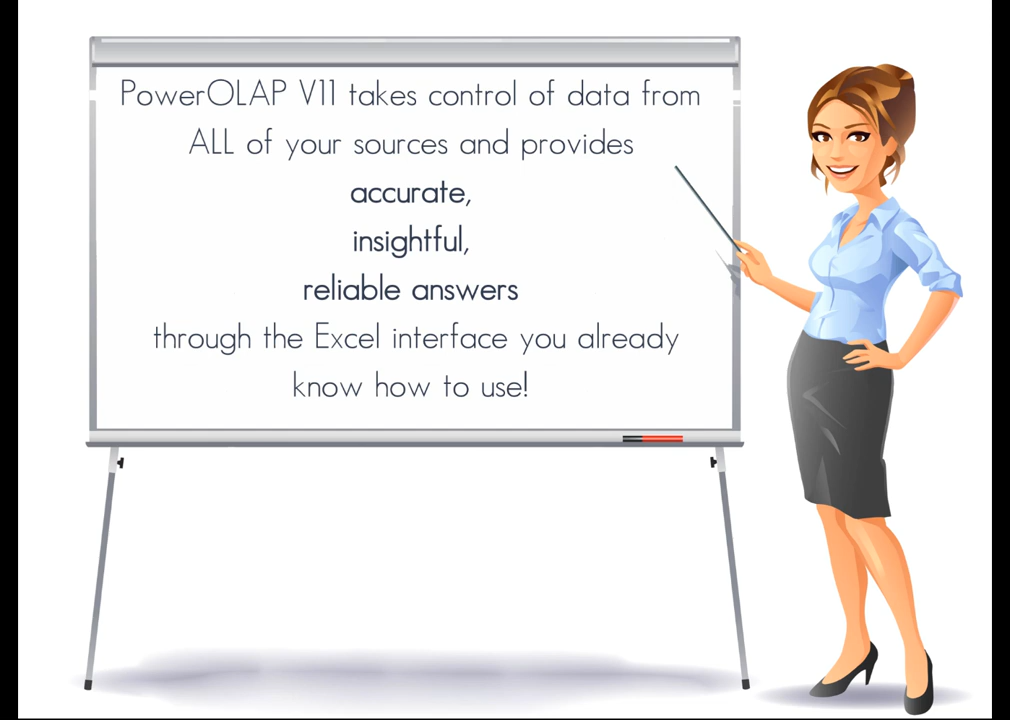 PowerOLAP V11 takes control of data from
ALL of your sources and provides
accurate,
insightful,
reliable answers
through the Excel interface you already
know how to use!